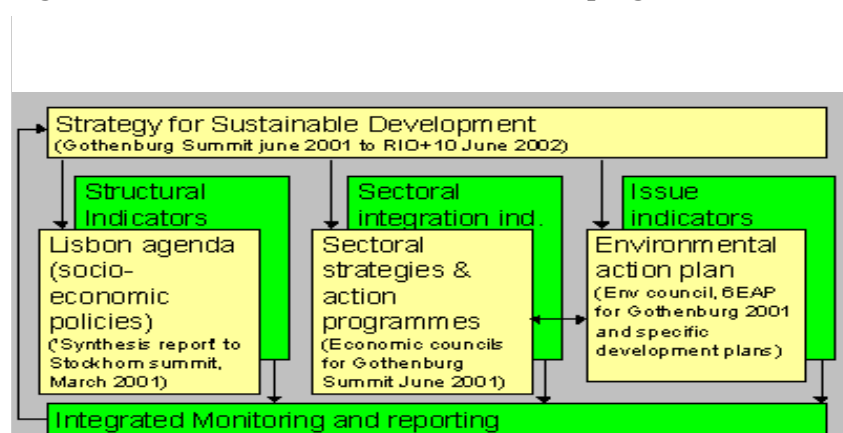 Strategy for Sustainable Development
(Gothenburg Summit june 2001 to RIO+10 June 2002)
Structural
Indicators
Lisbon agenda
(socio-
economic
policies)
('Synthesis report' to
Stockhom summit,
March 2001)
Sectoral
integration ind.
Sectoral
strategies &
action
programmes
(Economic councils
for Gothenburg
Summit June 2001)
Issue
indicators
Environmental
action plan
(Env council, 6EAP
for Gothenburg 2001
and specific
development plans)
Integrated Monitoring and reporting